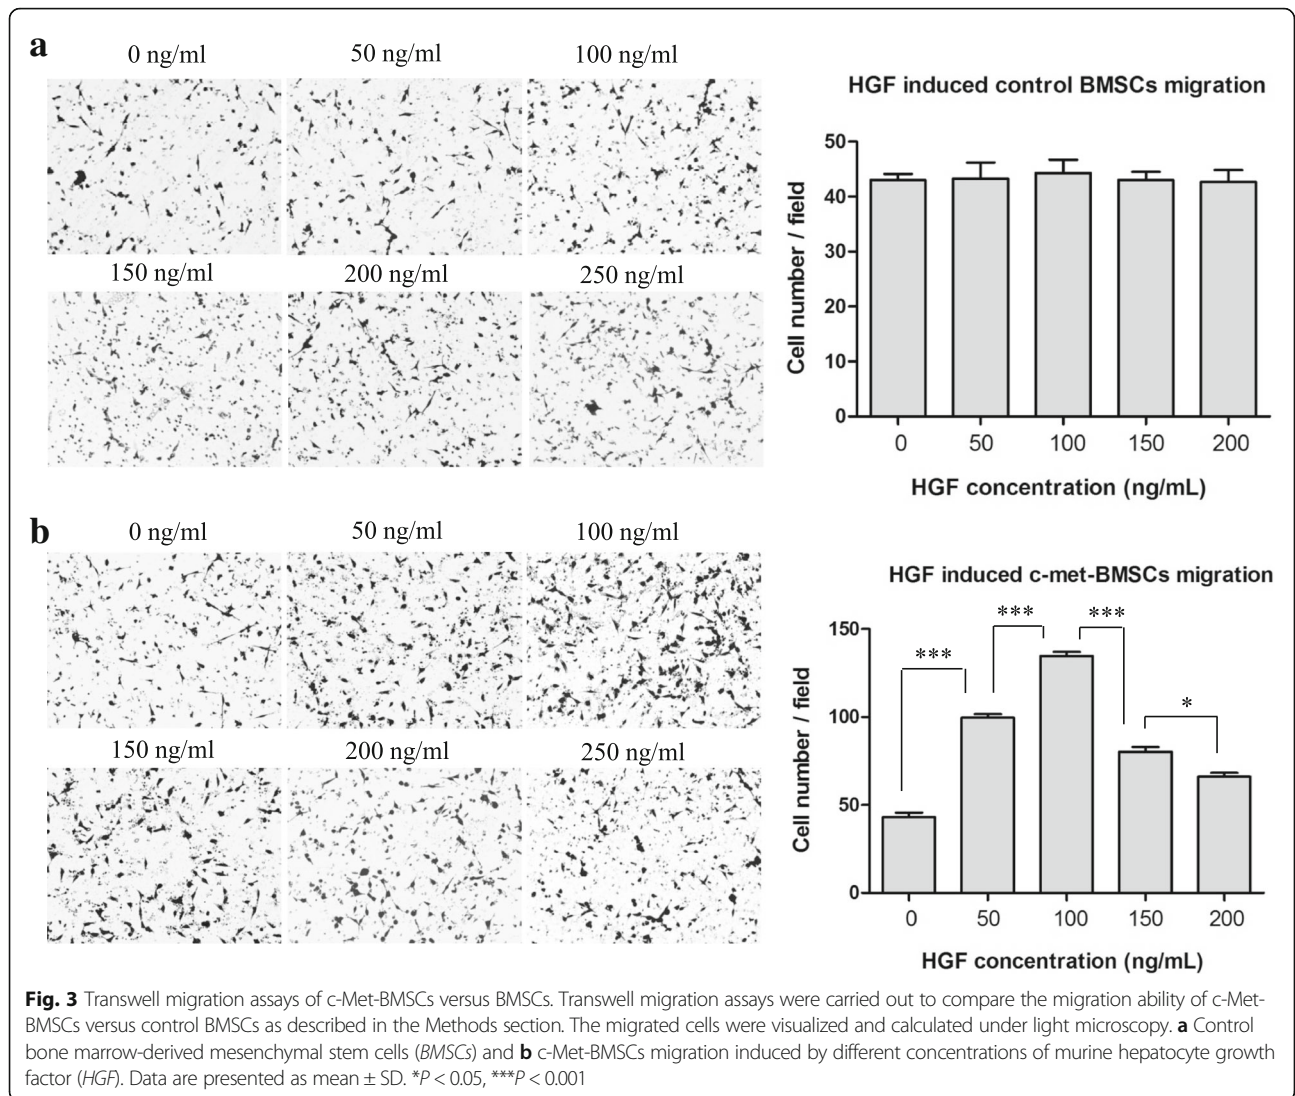 a
0 ng/ml 50 ng/ml 100 ng/ml
150 ng/ml 200 ng/ml 250 ng/ml
HGF induced control BMSCs migration
Cell number / field
50
40
30
20
10
0
0 50 100 150 200
HGF concentration (ng/mL)
b
0 ng/ml 50 ng/ml 100 ng/ml
150 ng/ml 200 ng/ml 250 ng/ml
HGF induced c-met-BMSCs migration
*** *** *** *
Cell number / field
150
100
50
0
0 50 100 150 200
HGF concentration (ng/mL)
Fig. 3 Transwell migration assays of c-Met-BMSCs versus BMSCs. Transwell migration assays were carried out to compare the migration ability of c-Met-
BMSCs versus control BMSCs as described in the Methods section. The migrated cells were visualized and calculated under light microscopy. a Control
bone marrow-derived mesenchymal stem cells (BMSCs) and b c-Met-BMSCs migration induced by different concentrations of murine hepatocyte growth
factor (HGF). Data are presented as mean ± SD. *P < 0.05, ***P < 0.001